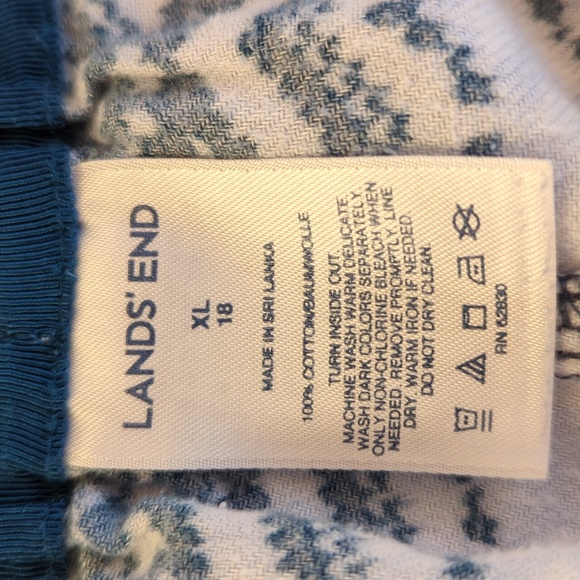 LANDS' END
XL
18
MADE IN SRI LANKA
100% COTTON/BAUMWOLLE
TURN INSIDE OUT.
MACHINE WASH WARM DELICATE.
WASH DARK COLORS SEPARATELY.
ONLY NON-CHLORINE BLEACH WHEN
NEEDED. REMOVE PROMPTLY. LINE
DRY. WARM IRON IF NEEDED.
DO NOT DRY CLEAN.
RN 62830